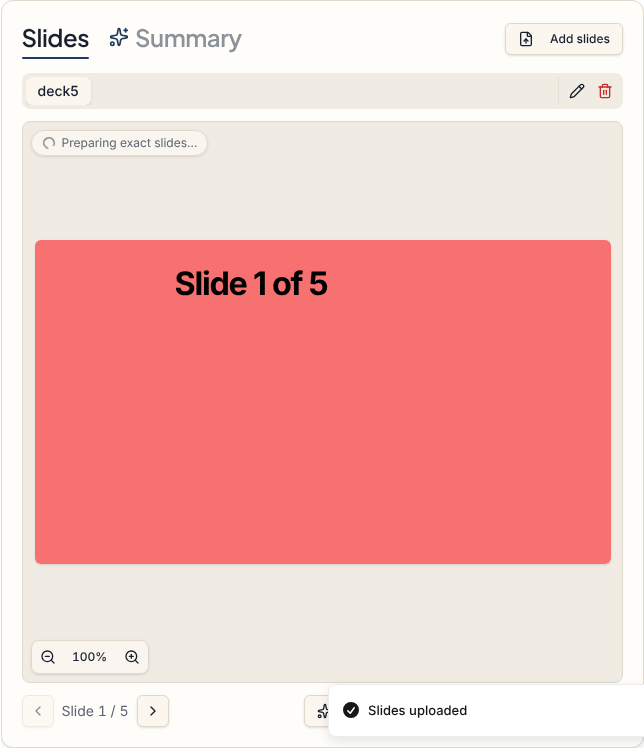 Slides
Summary
Add slides
deck5
Preparing exact slides...
Slide 1 of 5
100%
Slide 1 / 5
Slides uploaded